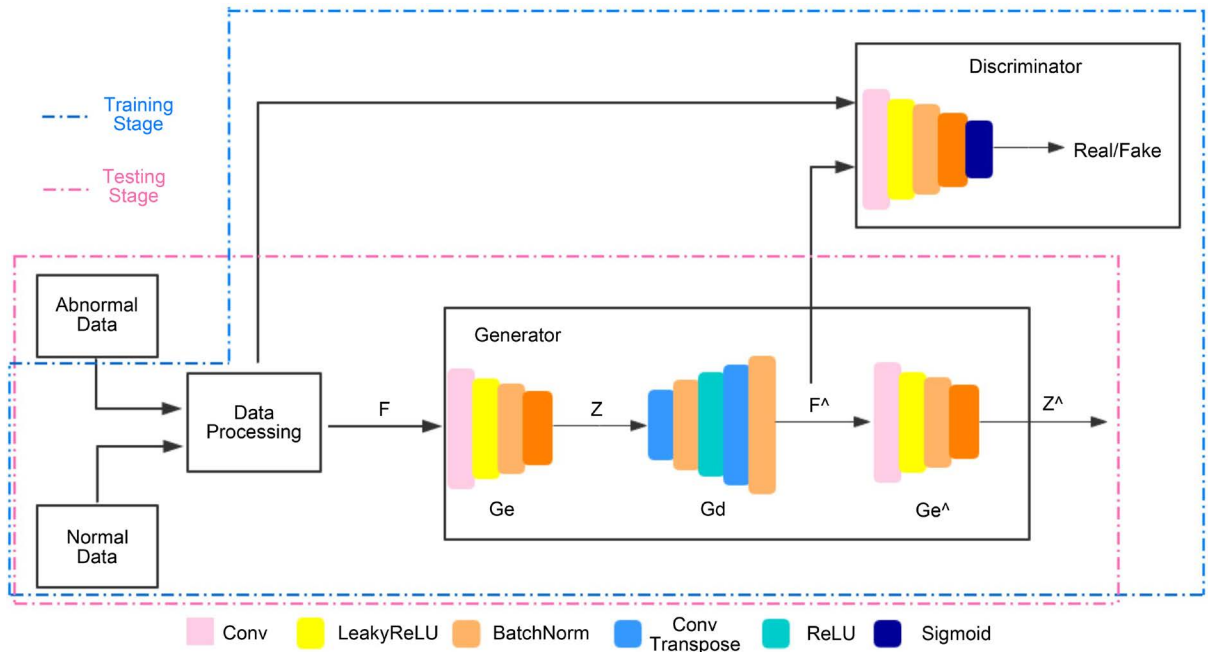 Training
Stage
Testing
Stage
Discriminator
Real/Fake
Abnormal
Data
Generator
Data
Processing
F
Z
F^
Z^
Ge
Gd
Ge^
Normal
Data
Conv
LeakyReLU
BatchNorm
Conv
Transpose
ReLU
Sigmoid